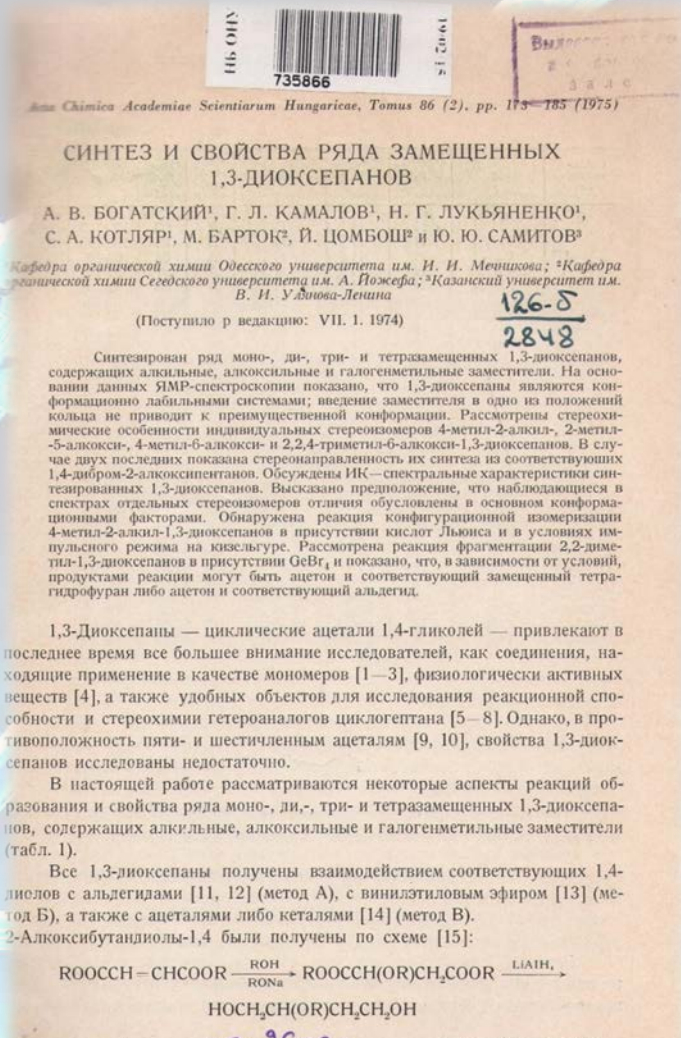 НБ ОНУ
735866
Acta Chimica Academiae Scientiarum Hungaricae, Tomus 86 (2), pp. 173—185 (1975)
СИНТЕЗ И СВОЙСТВА РЯДА ЗАМЕЩЕННЫХ
1,3-ДИОКСЕПАНОВ
А. В. БОГАТСКИЙ¹, Г. Л. КАМАЛОВ¹, Н. Г. ЛУКЬЯНЕНКО¹,
С. А. КОТЛЯР¹, М. БАРТОК², Й. ЦОМБОШ² и Ю. Ю. САМИТОВ³
¹Кафедра органической химии Одесского университета им. И. И. Мечникова; ²Кафедра
органической химии Сегедского университета им. А. Йожефа; ³Казанский университет им.
В. И. Улянова-Ленина
126-б
2848
(Поступило р ведакцию: VII. 1. 1974)
Синтезирован ряд моно-, ди-, три- и тетразамещенных 1,3-диоксепанов,
содержащих алкильные, алкоксильные и галогенметильные заместители. На осно-
вании данных ЯМР-спектроскопии показано, что 1,3-диоксепаны являются кон-
формационно лабильными системами; введение заместителя в одно из положений
кольца не приводит к преимущественной конформации. Рассмотрены стереохи-
мические особенности индивидуальных стереоизомеров 4-метил-2-алкил-, 2-метил-
-5-алкокси-, 4-метил-6-алкокси- и 2,2,4-триметил-6-алкокси-1,3-диоксепанов. В слу-
чае двух последних показана стереонаправленность их синтеза из соответствующих
1,4-дибром-2-алкоксипентанов. Обсуждены ИК—спектральные характеристики син-
тезированных 1,3-диоксепанов. Высказано предположение, что наблюдающиеся в
спектрах отдельных стереоизомеров отличия обусловлены в основном конформа-
ционными факторами. Обнаружена реакция конфигурационной изомеризации
4-метил-2-алкил-1,3-диоксепанов в присутствии кислот Льюиса и в условиях им-
пульсного режима на кизельгуре. Рассмотрена реакция фрагментации 2,2-диме-
тил-1,3-диоксепанов в присутствии GeBr₄ и показано, что, в зависимости от условий,
продуктами реакции могут быть ацетон и соответствующий замещенный тетра-
гидрофуран либо ацетон и соответствующий альдегид.
1,3-Диоксепаны — циклические ацетали 1,4-гликолей — привлекают в
последнее время все большее внимание исследователей, как соединения, на-
ходящие применение в качестве мономеров [1—3], физиологически активных
веществ [4], а также удобных объектов для исследования реакционной спо-
собности и стереохимии гетероаналогов циклогептана [5—8]. Однако, в про-
тивоположность пяти- и шестичленным ацеталям [9, 10], свойства 1,3-диок-
сепанов исследованы недостаточно.
В настоящей работе рассматриваются некоторые аспекты реакций об-
разования и свойства ряда моно-, ди,-, три- и тетразамещенных 1,3-диоксепа-
нов, содержащих алкильные, алкоксильные и галогенметильные заместители
(табл. 1).
Все 1,3-диоксепаны получены взаимодействием соответствующих 1,4-
диолов с альдегидами [11, 12] (метод А), с винилэтиловым эфиром [13] (ме-
тод Б), а также с ацеталями либо кеталями [14] (метод В).
2-Алкоксибутандиолы-1,4 были получены по схеме [15]:
ROOCCH=CHCOOR ROH/RONa → ROOCCH(OR)CH₂COOR LiAlH₄ →
HOCH₂CH(OR)CH₂CH₂OH